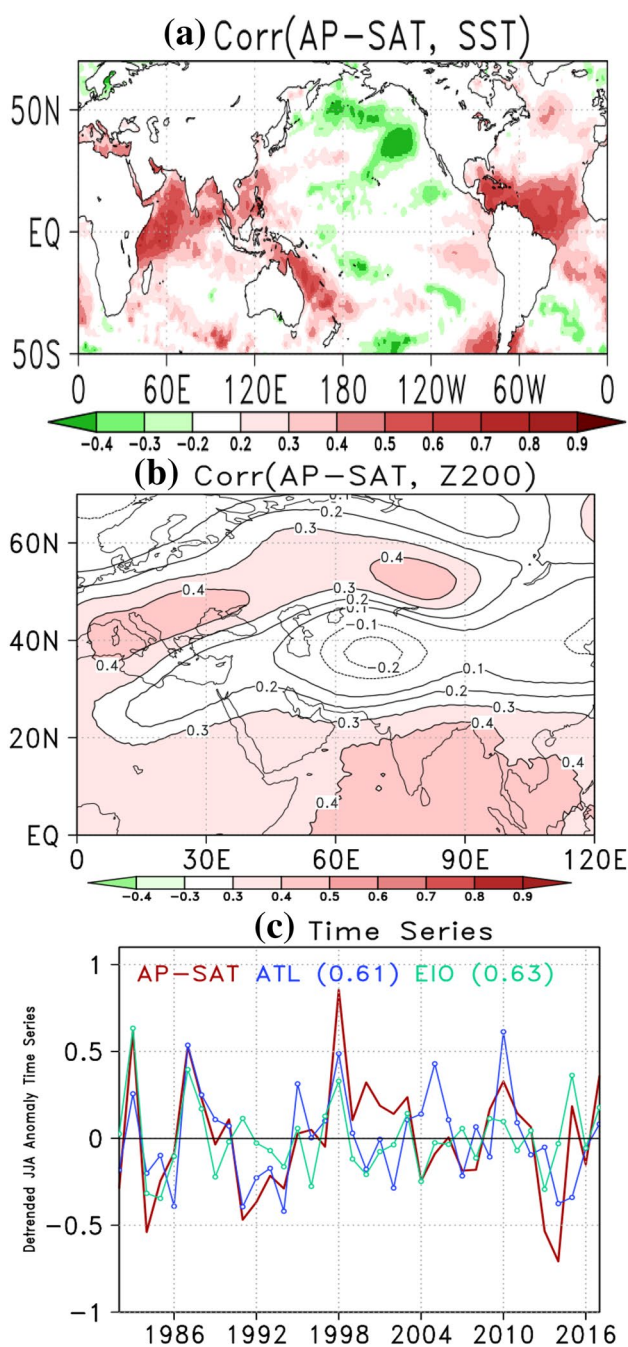 (a) Corr(AP-SAT, SST)
50N
EQ
50S
0 60E 120E 180 120W 60W 0
-0.4 -0.3 -0.2 0.2 0.3 0.4 0.5 0.6 0.7 0.8 0.9
(b) Corr(AP-SAT, Z200)
0.1
0.2
0.3
60N
0.4
0.4
0.3
0.2
0.1
-0.1
40N
-0.2
0.4
0.1
0.2
0.2
0.3
0.3
0.3
0.4
0.4
20N
0.4
0.4
EQ
0 30E 60E 90E 120E
-0.4 -0.3 0.3 0.4 0.5 0.6 0.7 0.8 0.9
(c) Time Series
AP-SAT ATL (0.61) EIO (0.63)
Detrended JJA Anomaly Time Series
1
0.5
0
-0.5
-1
1986 1992 1998 2004 2010 2016